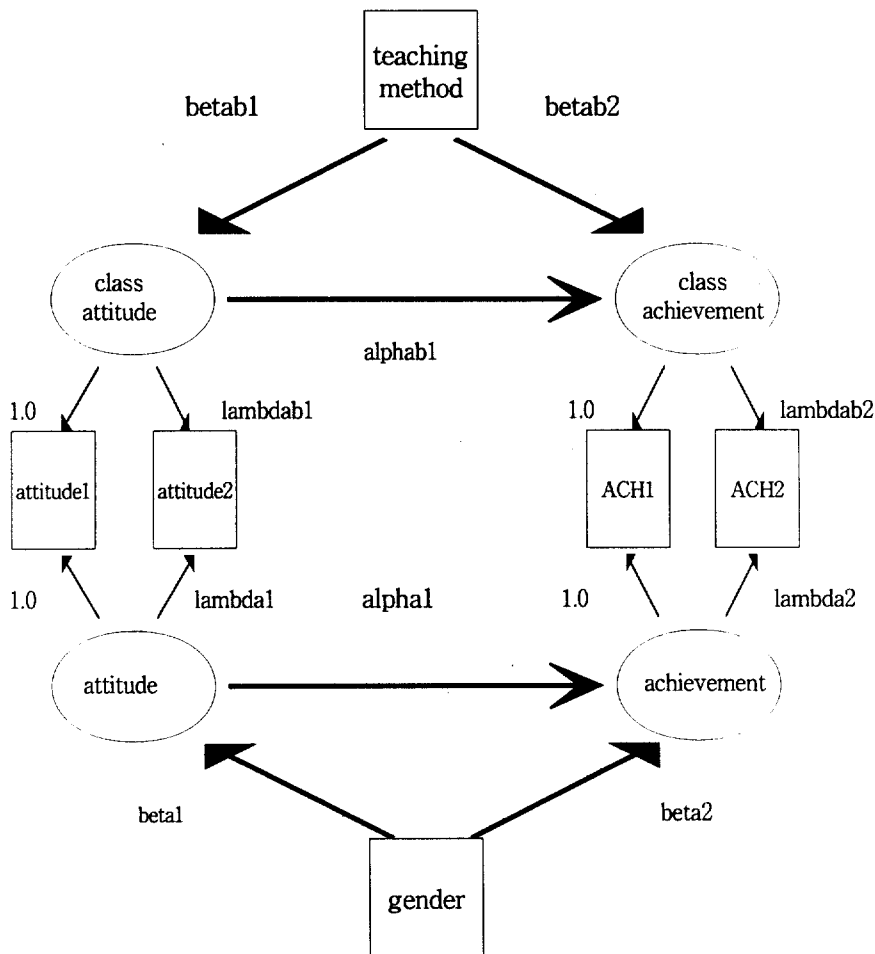 teaching
method
betab1
betab2
class
attitude
class
achievement
alphab1
1.0
lambdab1
1.0
lambdab2
attitude1
attitude2
ACH1
ACH2
1.0
lambda1
alpha1
1.0
lambda2
attitude
achievement
beta1
beta2
gender